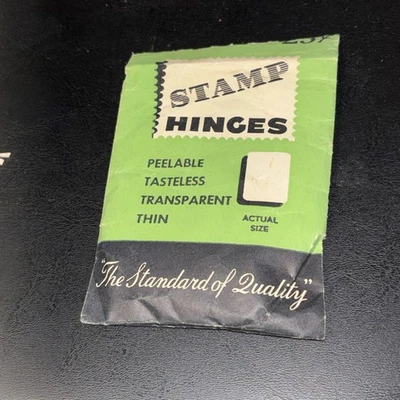 STAMP
HINGES
PEELABLE
TASTELESS
TRANSPARENT
THIN
ACTUAL
SIZE
"The Standard of Quality"